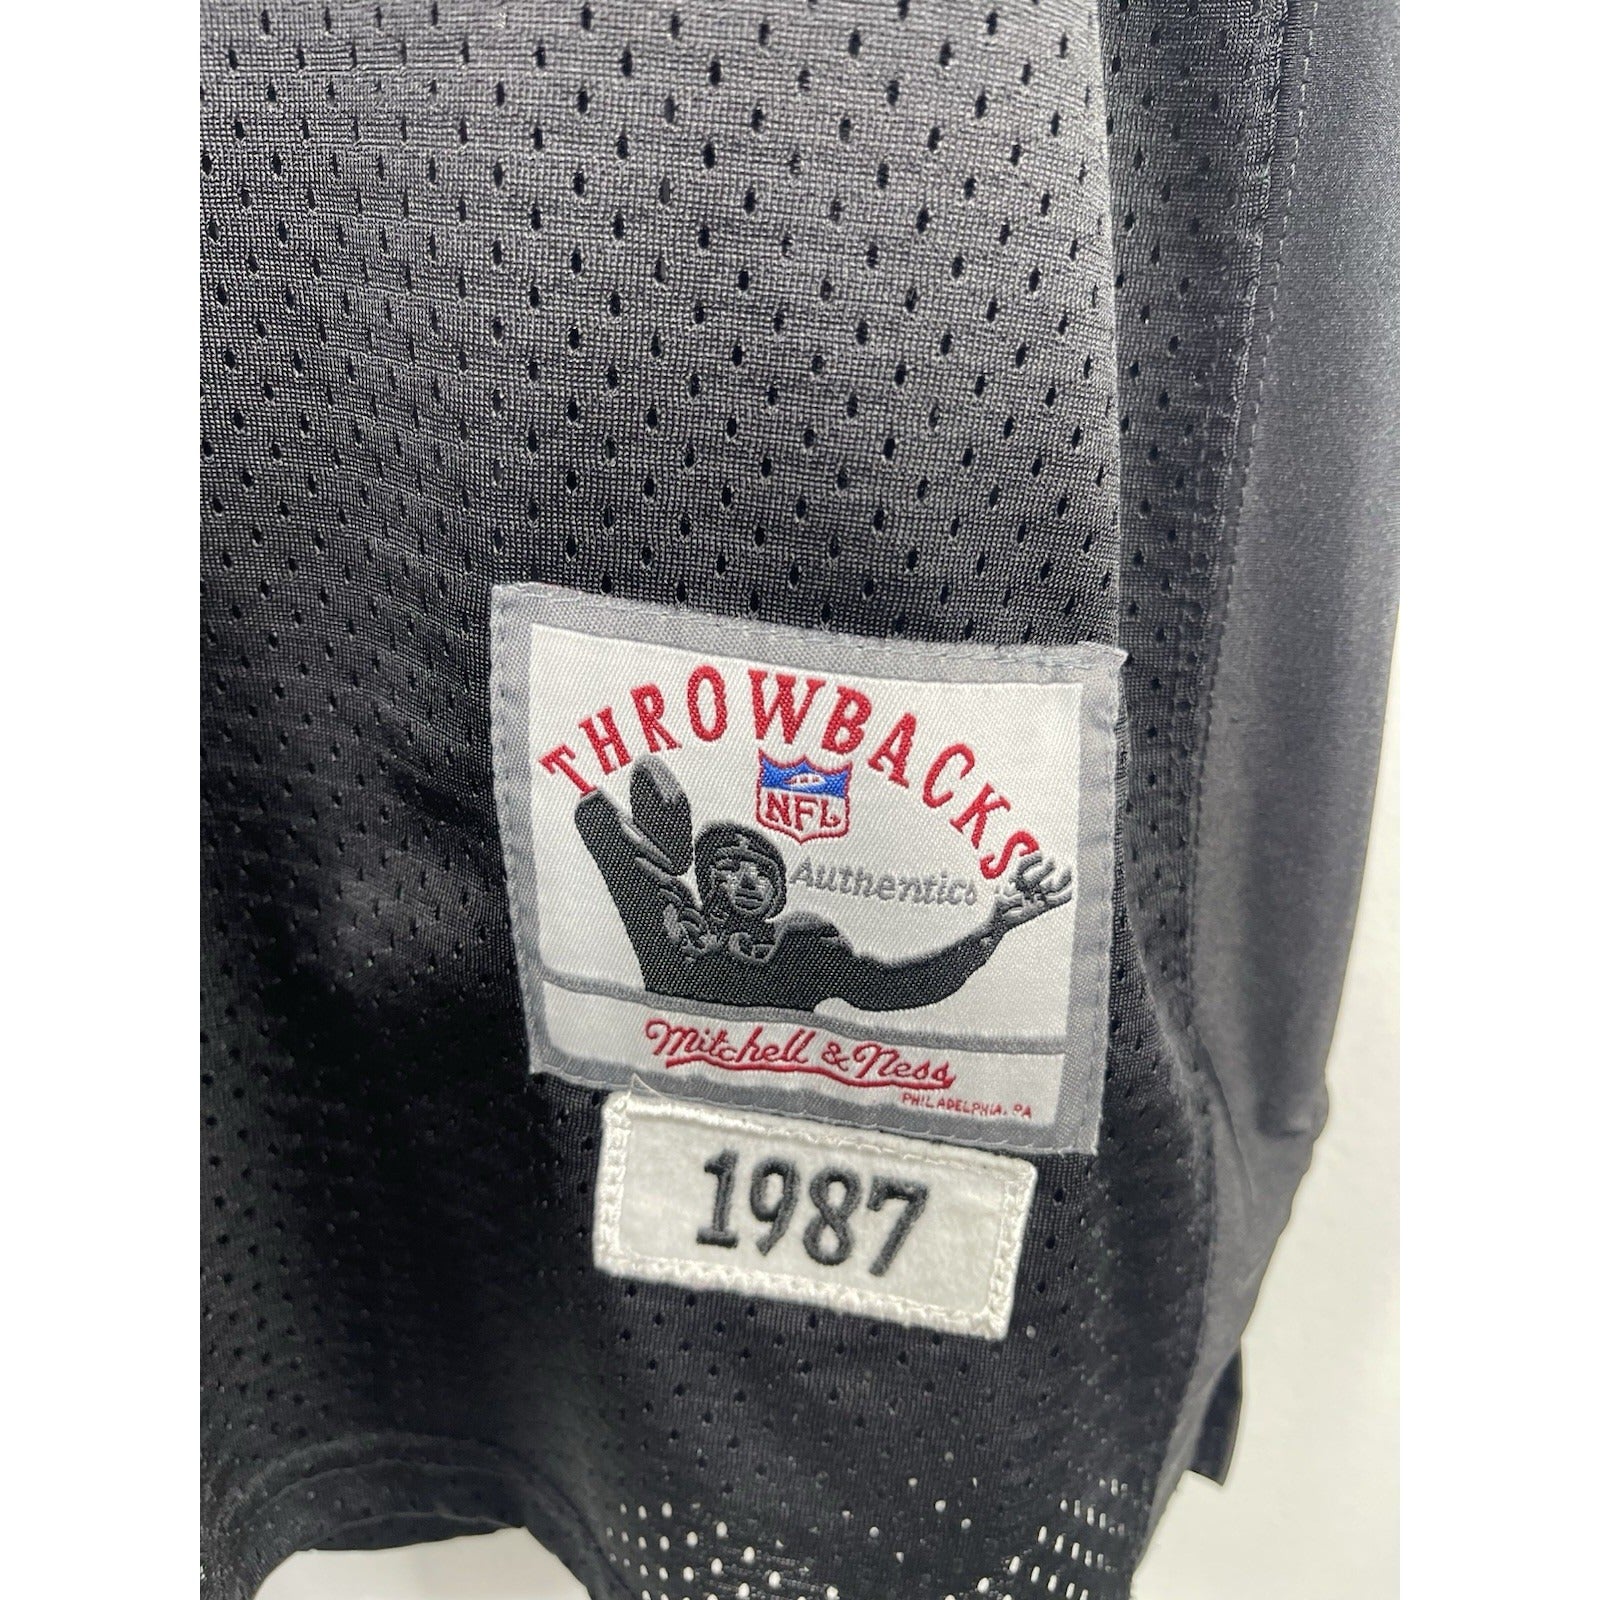 THROWBACKS
NFL
Authentics
Mitchell & Ness
PHILADELPHIA, PA
1987